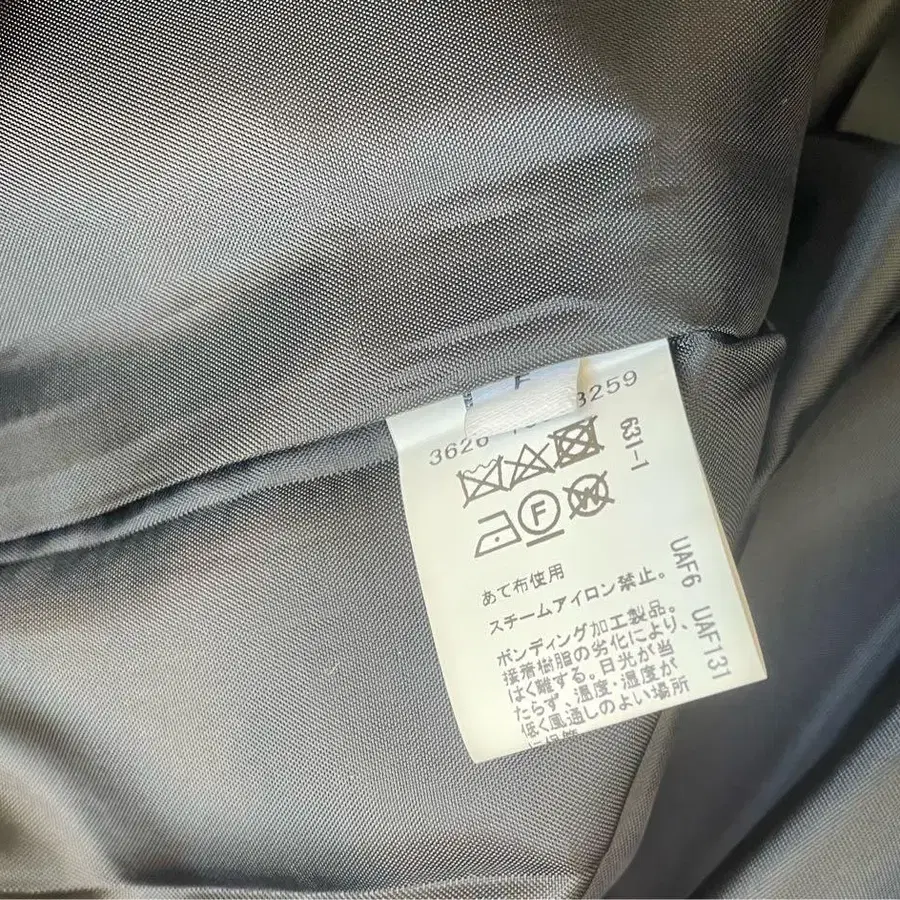 F
3626
3259
631-1
F
W
あて布使用
スチームアイロン禁止。
ボンディング加工製品。
接着樹脂の劣化により、
はく離する。日光が当
たらず、温度・湿度が
低く風通しのよい場所
に保管
UAF6 UAF131